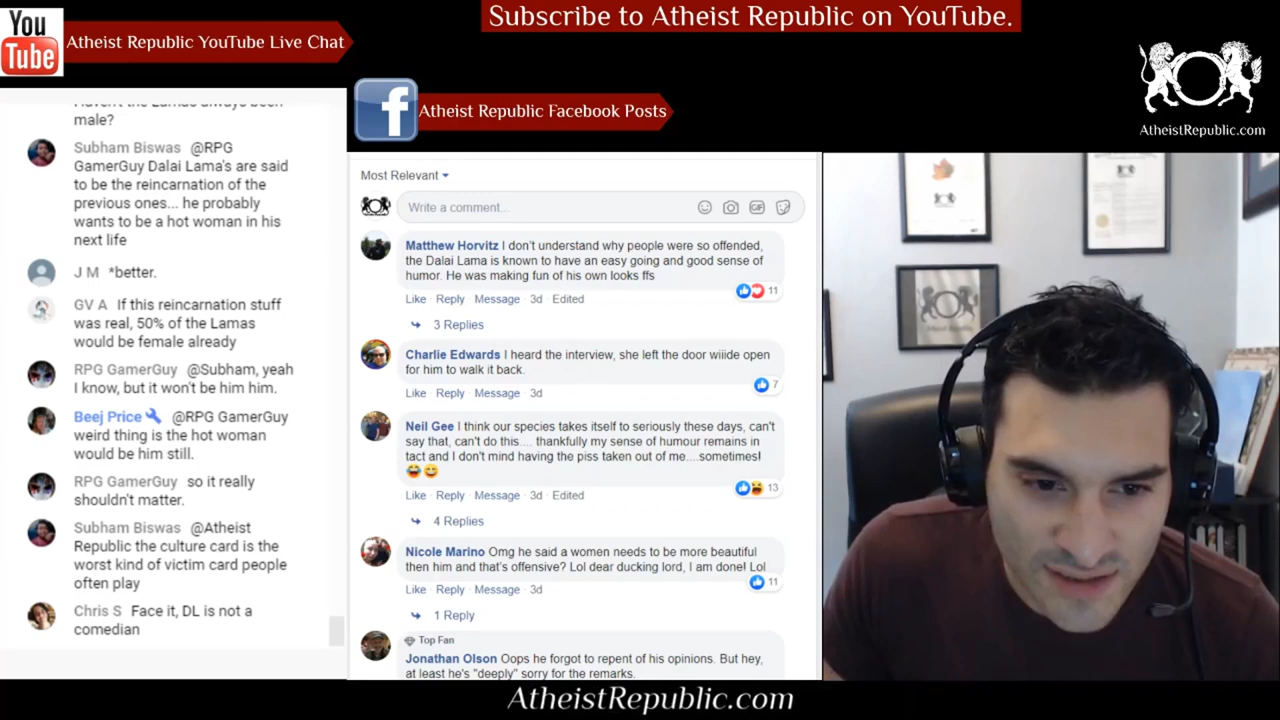 Subscribe to Atheist Republic on YouTube.
You
Tube
Atheist Republic YouTube Live Chat
f
Atheist Republic Facebook Posts
AtheistRepublic.com
Haven't the Lamas always been
male?
Subham Biswas @RPG
GamerGuy Dalai Lama's are said
to be the reincarnation of the
previous ones... he probably
wants to be a hot woman in his
next life
J M *better.
GV A If this reincarnation stuff
was real, 50% of the Lamas
would be female already
RPG GamerGuy @Subham, yeah
I know, but it won't be him him.
Beej Price @RPG GamerGuy
weird thing is the hot woman
would be him still.
RPG GamerGuy so it really
shouldn't matter.
Subham Biswas @Atheist
Republic the culture card is the
worst kind of victim card people
often play
Chris S Face it, DL is not a
comedian
Most Relevant
Write a comment...
GIF
Matthew Horvitz I don't understand why people were so offended,
the Dalai Lama is known to have an easy going and good sense of
humor. He was making fun of his own looks ffs
11
Like · Reply · Message · 3d · Edited
3 Replies
Charlie Edwards I heard the interview, she left the door wiiide open
for him to walk it back.
7
Like · Reply · Message · 3d
Neil Gee I think our species takes itself to seriously these days, can't
say that, can't do this.... thankfully my sense of humour remains in
tact and I don't mind having the piss taken out of me....sometimes!
😂😅
13
Like · Reply · Message · 3d · Edited
4 Replies
Nicole Marino Omg he said a women needs to be more beautiful
then him and that's offensive? Lol dear ducking lord, I am done! Lol
11
Like · Reply · Message · 3d
1 Reply
Top Fan
Jonathan Olson Oops he forgot to repent of his opinions. But hey,
at least he's "deeply" sorry for the remarks.
AtheistRepublic.com